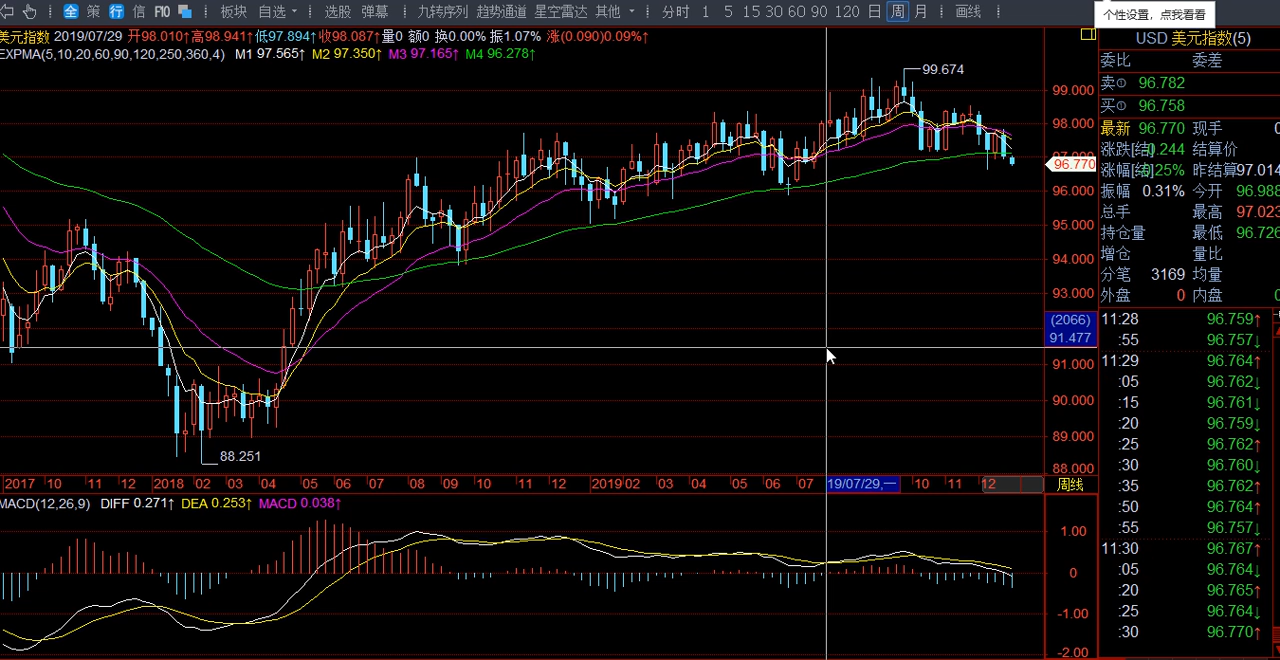 全 策 行 信 F10 板块 自选 选股 弹幕 九转序列 趋势通道 星空雷达 其他 分时 1 5 15 30 60 90 120 日 周 月 画线
个性设置，点我看看
美元指数 2019/07/29 开98.010↑高98.941↑低97.894↑收98.087↑量0 额0 换0.00% 振1.07% 涨(0.090)0.09%↑
EXPMA(5,10,20,60,90,120,250,360,4) M1 97.565↑ M2 97.350↑ M3 97.165↑ M4 96.278↑
99.674
99.000
98.000
97.000
96.770
96.000
95.000
94.000
93.000
(2066)
91.477
91.000
90.000
89.000
88.000
88.251
2017 10 11 12 2018 02 03 04 05 06 07 08 09 10 11 12 2019 02 03 04 05 06 07 19/07/29,一 10 11 12 周线
MACD(12,26,9) DIFF 0.271↑ DEA 0.253↑ MACD 0.038↑
1.00
0
-1.00
-2.00
USD 美元指数(5)
委比 委差
卖① 96.782
买① 96.758
最新 96.770 现手 0
涨跌[结 0.244 结算价
涨幅[结 0.25% 昨结算 97.014
振幅 0.31% 今开 96.988
总手 最高 97.023
持仓量 最低 96.726
增仓 量比
分笔 3169 均量
外盘 0 内盘 0
11:28 96.759↑
:55 96.757↓
11:29 96.764↑
:05 96.762↓
:15 96.761↓
:20 96.759↓
:25 96.762↑
:30 96.760↓
:35 96.762↑
:50 96.764↑
:55 96.757↓
11:30 96.767↑
:05 96.764↓
:20 96.765↑
:25 96.764↓
:30 96.770↑